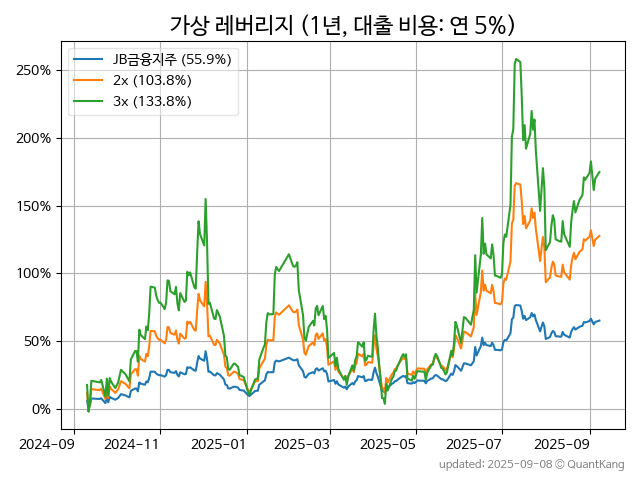 가상 레버리지 (1년, 대출 비용: 연 5%)
JB금융지주 (55.9%)
2x (103.8%)
3x (133.8%)
250%
200%
150%
100%
50%
0%
2024-09 2024-11 2025-01 2025-03 2025-05 2025-07 2025-09
updated: 2025-09-08 © QuantKang